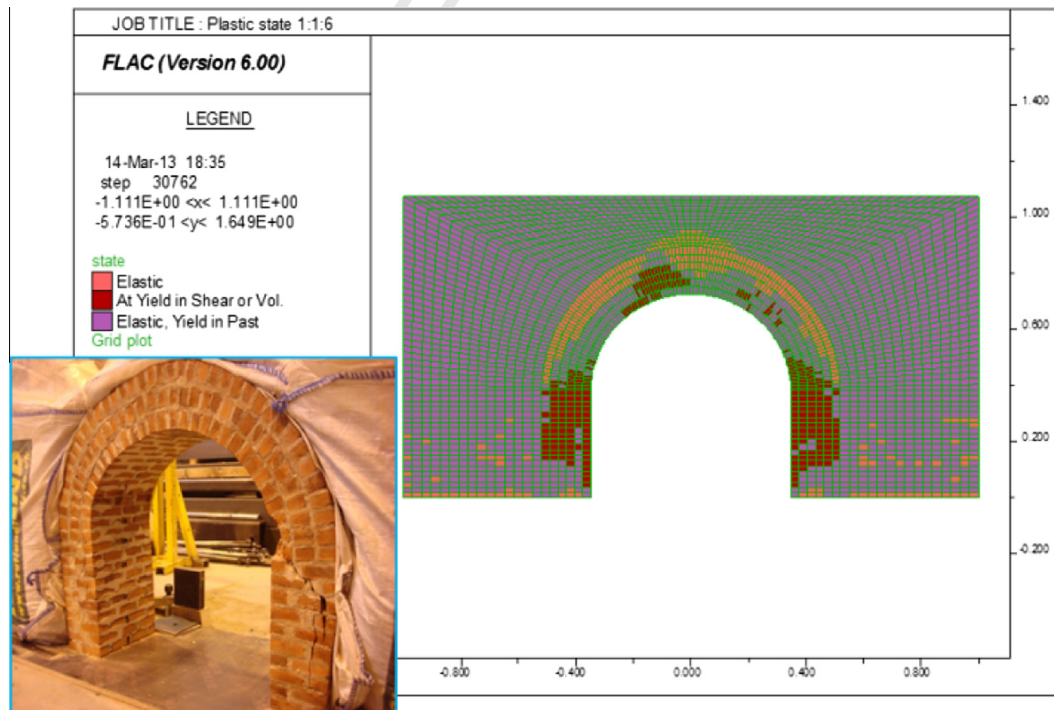 JOB TITLE : Plastic state 1:1:6
FLAC (Version 6.00)
LEGEND
14-Mar-13 18:35
step 30762
-1.111E+00 <x< 1.111E+00
-5.736E-01 <y< 1.649E+00
state
Elastic
At Yield in Shear or Vol.
Elastic, Yield in Past
Grid plot
1.400
1.000
0.600
0.200
-0.200
-0.800
-0.400
0.000
0.400
0.800